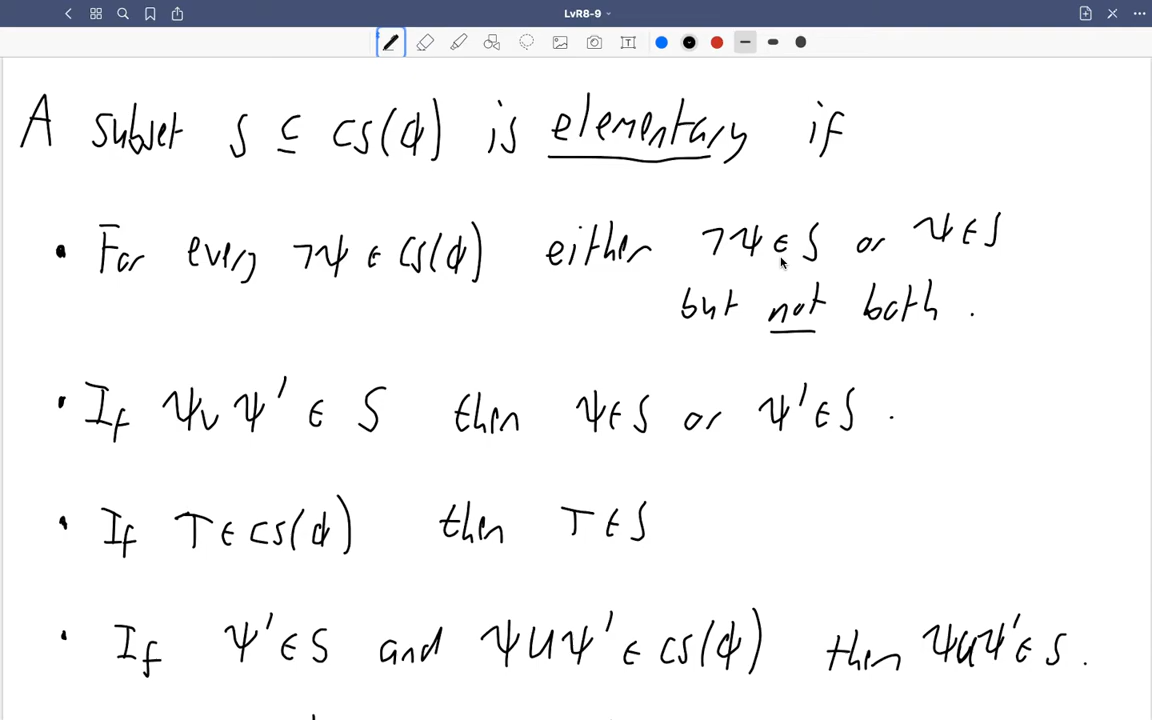 LvR8-9
A subset S ⊆ cs(ϕ) is elementary if
• For every ¬Ψ ∈ cs(ϕ) either ¬Ψ ∈ S or Ψ ∈ S
but not both.
• If Ψ ∨ Ψ' ∈ S then Ψ ∈ S or Ψ' ∈ S.
• If T ∈ cs(ϕ) then T ∈ S
• If Ψ' ∈ S and Ψ U Ψ' ∈ cs(ϕ) then Ψ U Ψ' ∈ S.